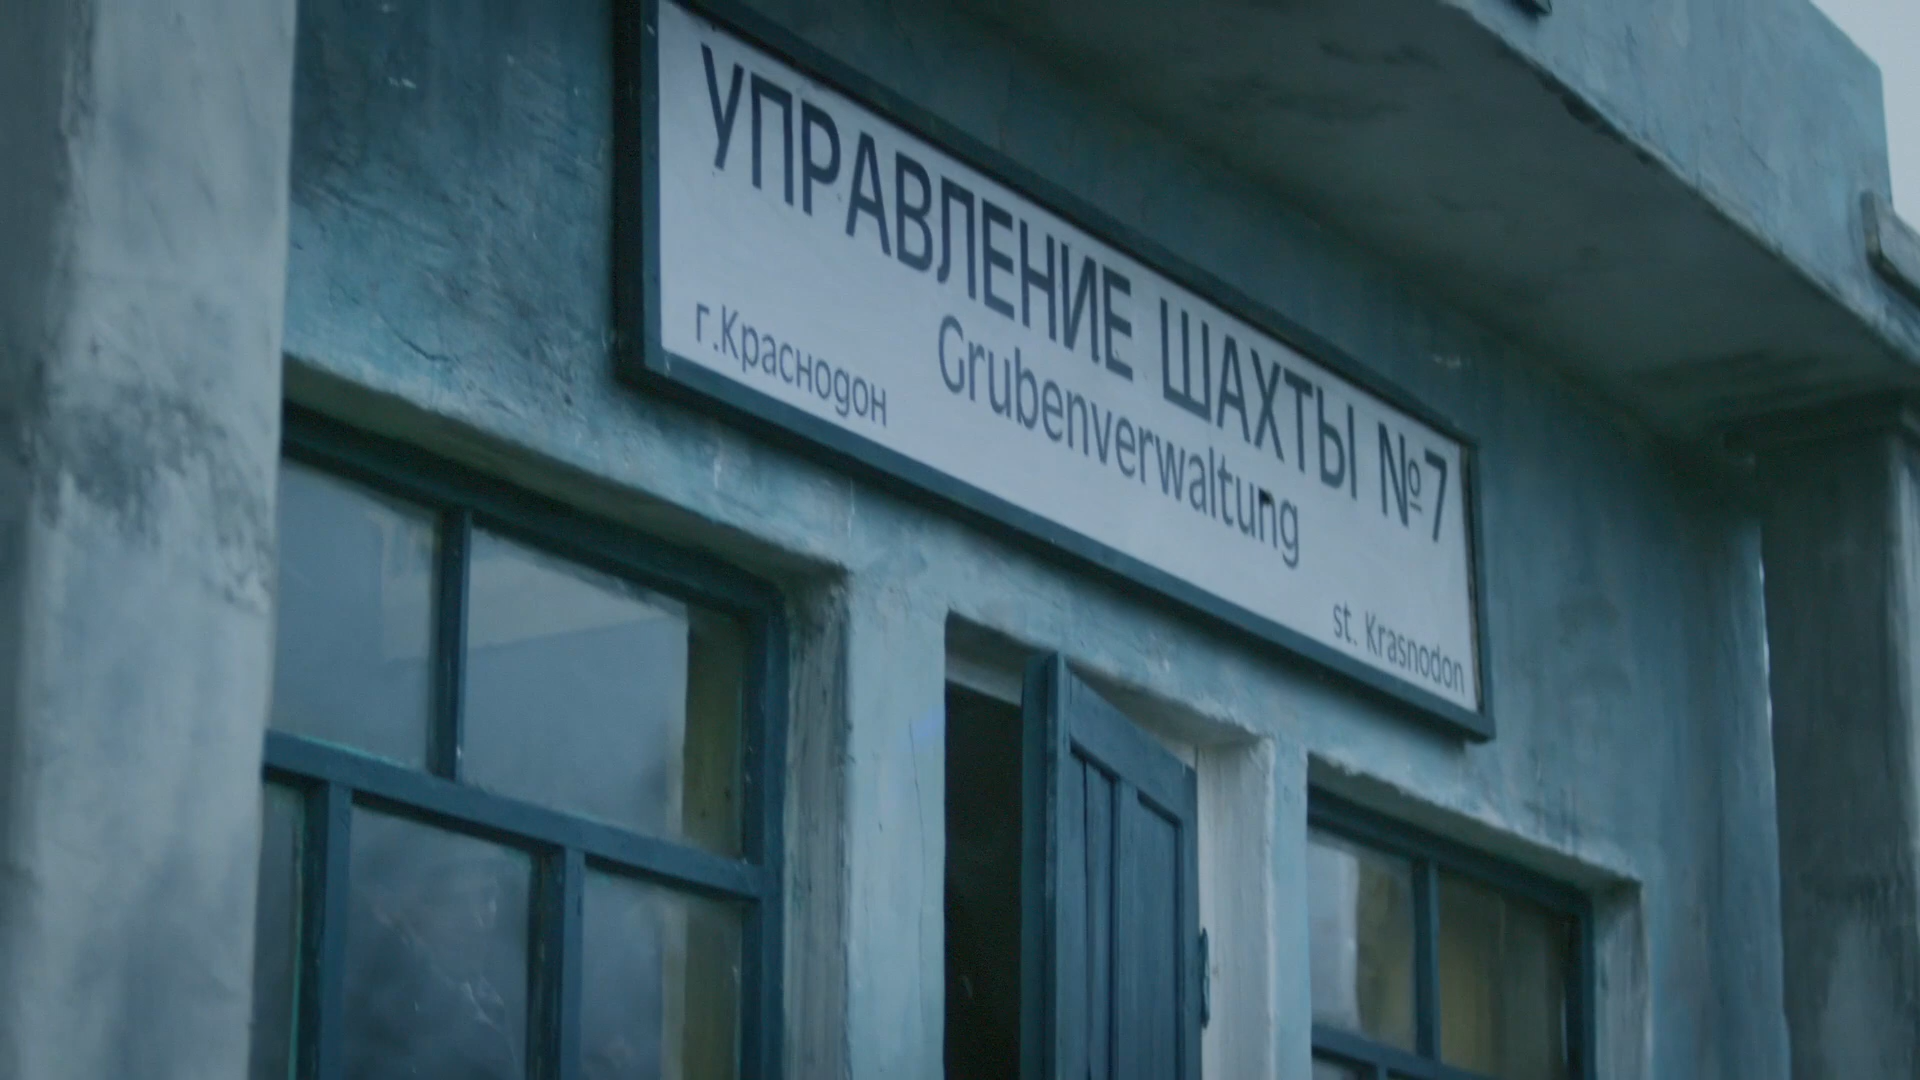 УПРАВЛЕНИЕ ШАХТЫ №7
Grubenverwaltung
г.Краснодон
st. Krasnodon